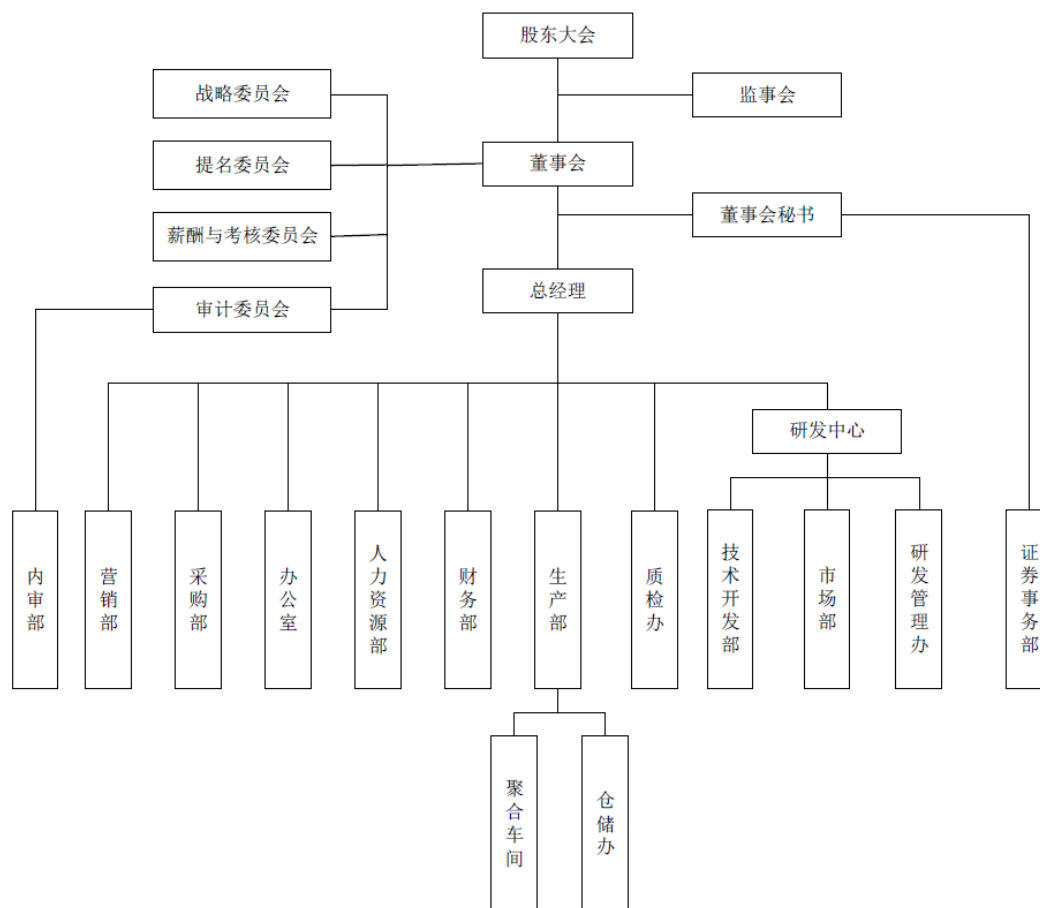 股东大会
战略委员会
监事会
提名委员会
董事会
董事会秘书
薪酬与考核委员会
总经理
审计委员会
研发中心
内审部
营销部
采购部
办公室
人力资源部
财务部
生产部
质检办
技术开发部
市场部
研发管理办
证券事务部
聚合车间
仓储办